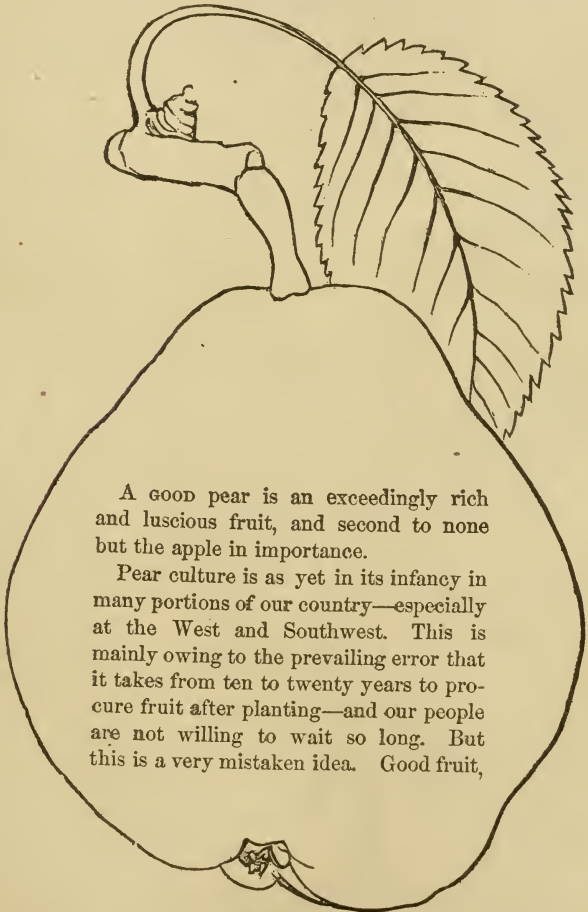 A GOOD pear is an exceedingly rich
and luscious fruit, and second to none
but the apple in importance.
Pear culture is as yet in its infancy in
many portions of our country—especially
at the West and Southwest. This is
mainly owing to the prevailing error that
it takes from ten to twenty years to pro-
cure fruit after planting—and our people
are not willing to wait so long. But
this is a very mistaken idea. Good fruit,